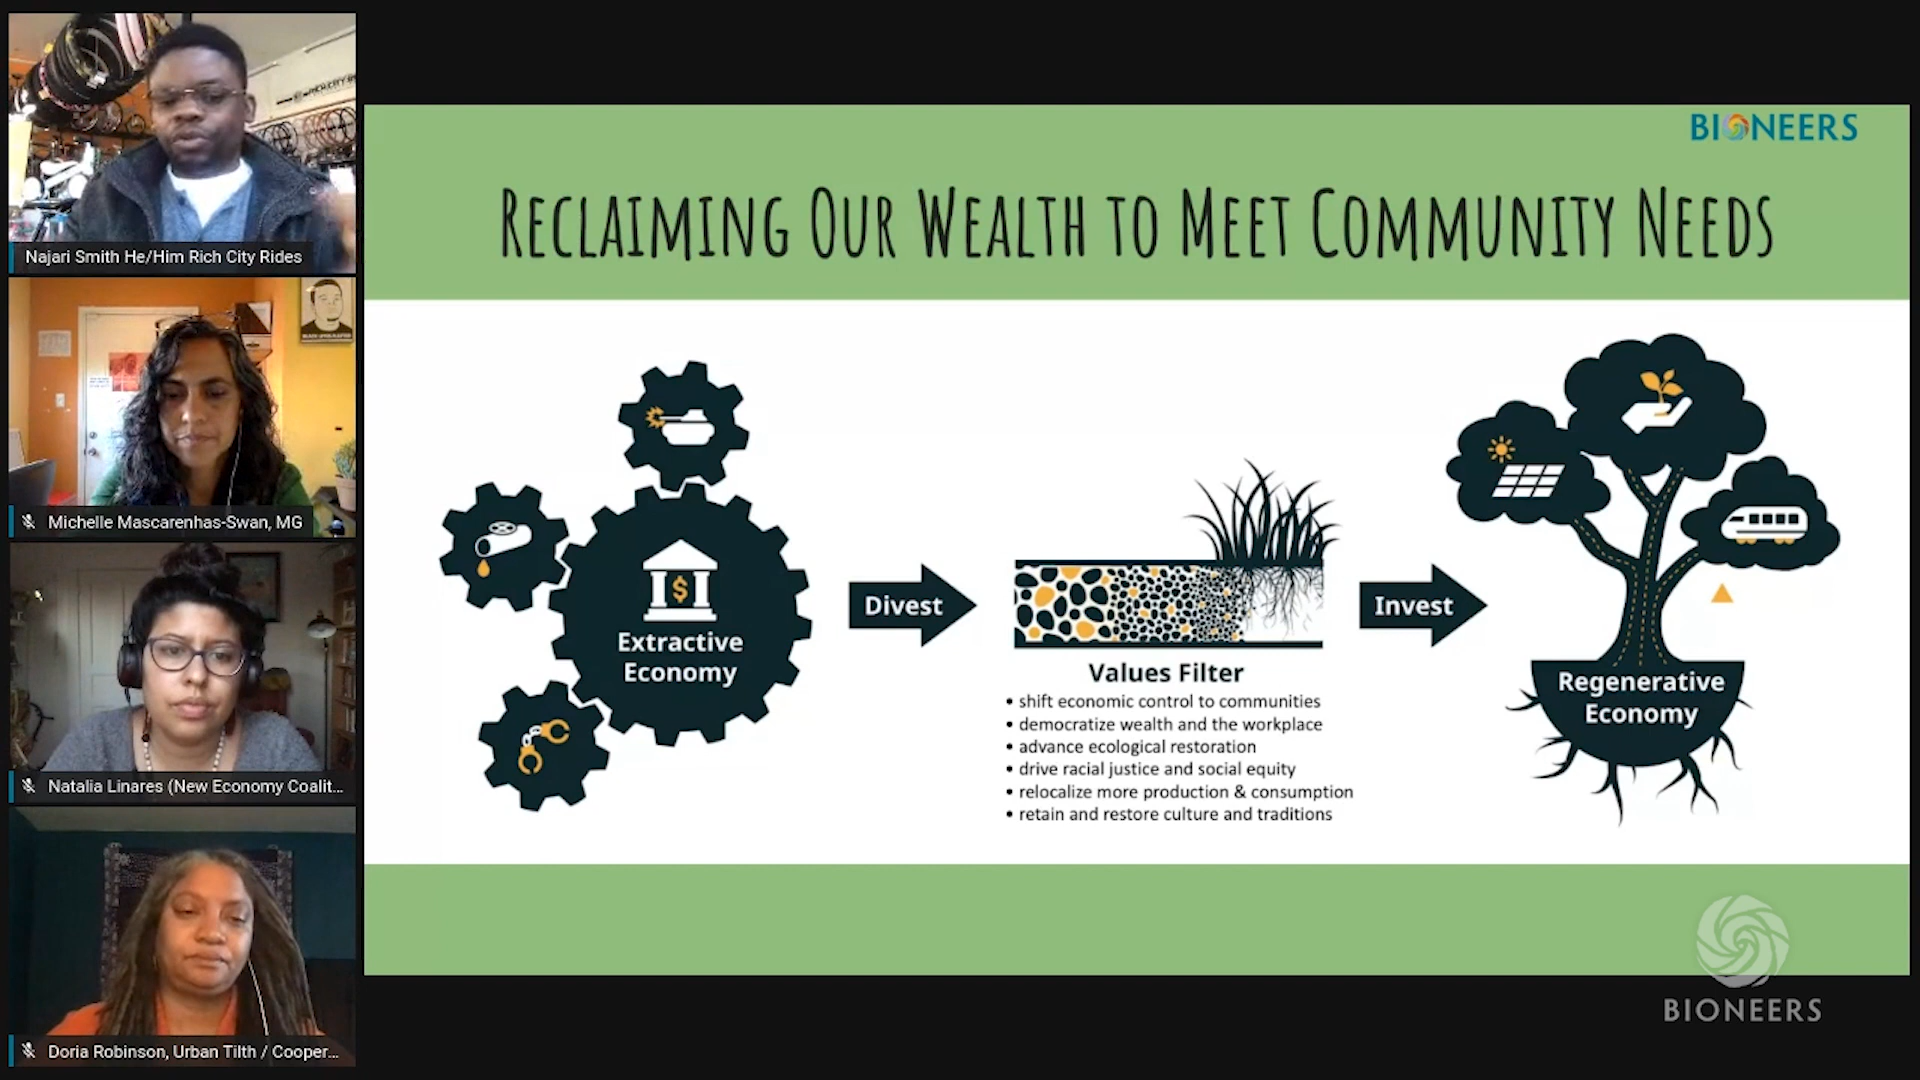 Najari Smith He/Him Rich City Rides
Michelle Mascarenhas-Swan, MG
Natalia Linares (New Economy Coalit...
Doria Robinson, Urban Tilth / Cooper...
BIONEERS
RECLAIMING OUR WEALTH TO MEET COMMUNITY NEEDS
$
Extractive
Economy
Divest
Values Filter
• shift economic control to communities
• democratize wealth and the workplace
• advance ecological restoration
• drive racial justice and social equity
• relocalize more production & consumption
• retain and restore culture and traditions
Invest
Regenerative
Economy
BIONEERS